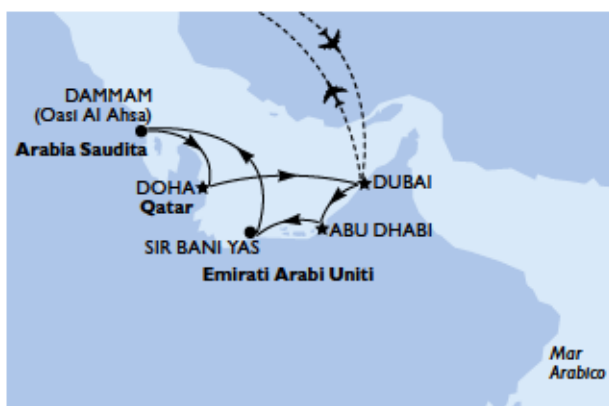 DAMMAM
(Oasi Al Ahsa)
Arabia Saudita
DOHA
Qatar
DUBAI
ABU DHABI
SIR BANI YAS
Emirati Arabi Uniti
Mar
Arabico